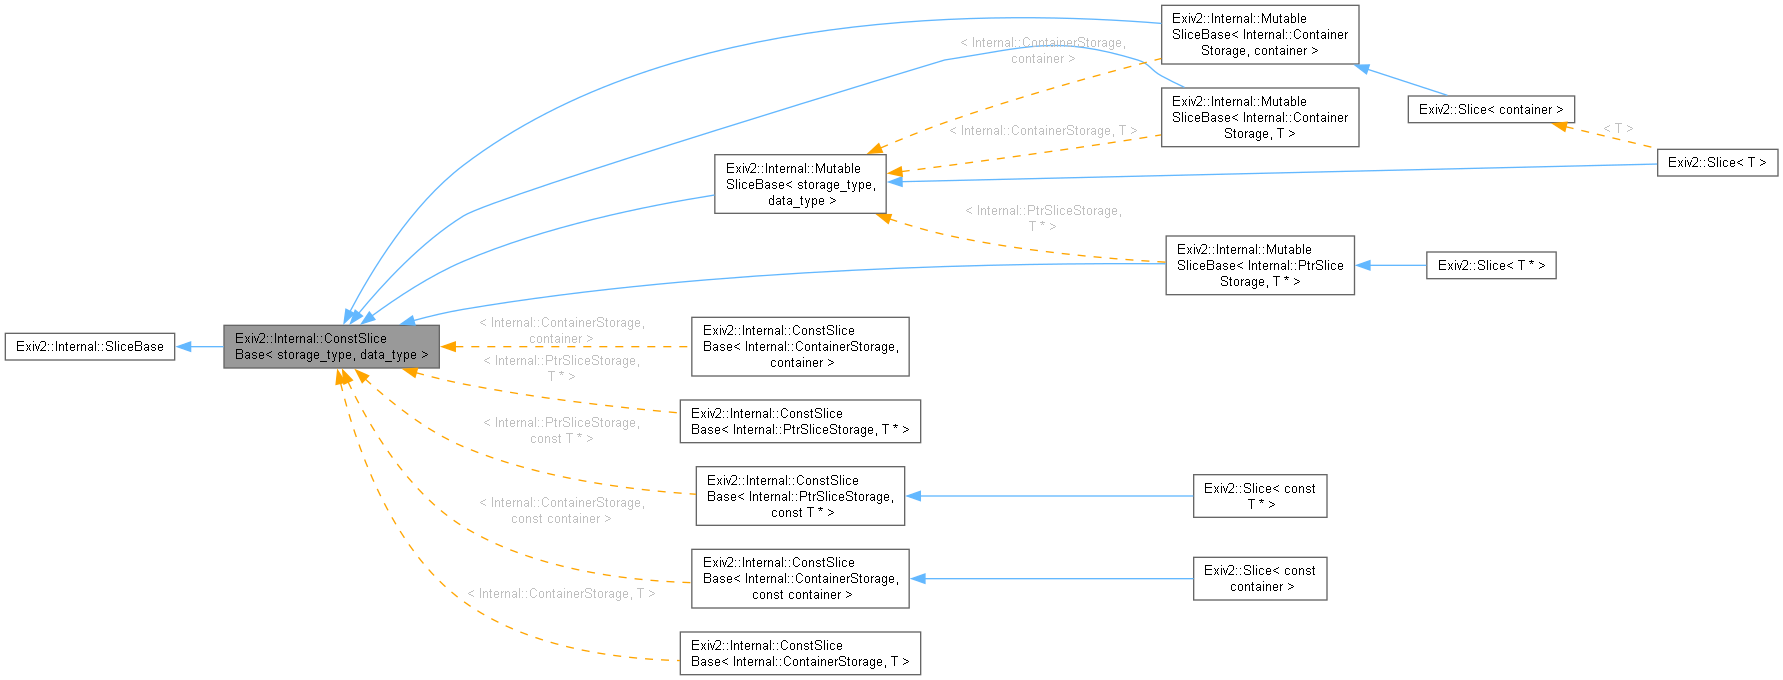 Exiv2::Internal::Mutable
SliceBase< Internal::Container
Storage, container >
< Internal::ContainerStorage,
container >
Exiv2::Internal::Mutable
SliceBase< Internal::Container
Storage, T >
Exiv2::Slice< container >
< Internal::ContainerStorage, T >
< T >
Exiv2::Slice< T >
Exiv2::Internal::Mutable
SliceBase< storage_type,
data_type >
< Internal::PtrSliceStorage,
T * >
Exiv2::Internal::Mutable
SliceBase< Internal::PtrSlice
Storage, T * >
Exiv2::Slice< T * >
Exiv2::Internal::SliceBase
Exiv2::Internal::ConstSlice
Base< storage_type, data_type >
< Internal::ContainerStorage,
container >
Exiv2::Internal::ConstSlice
Base< Internal::ContainerStorage,
container >
< Internal::PtrSliceStorage,
T * >
Exiv2::Internal::ConstSlice
Base< Internal::PtrSliceStorage, T * >
< Internal::PtrSliceStorage,
const T * >
Exiv2::Internal::ConstSlice
Base< Internal::PtrSliceStorage,
const T * >
Exiv2::Slice< const
T * >
< Internal::ContainerStorage,
const container >
Exiv2::Internal::ConstSlice
Base< Internal::ContainerStorage,
const container >
Exiv2::Slice< const
container >
< Internal::ContainerStorage, T >
Exiv2::Internal::ConstSlice
Base< Internal::ContainerStorage, T >